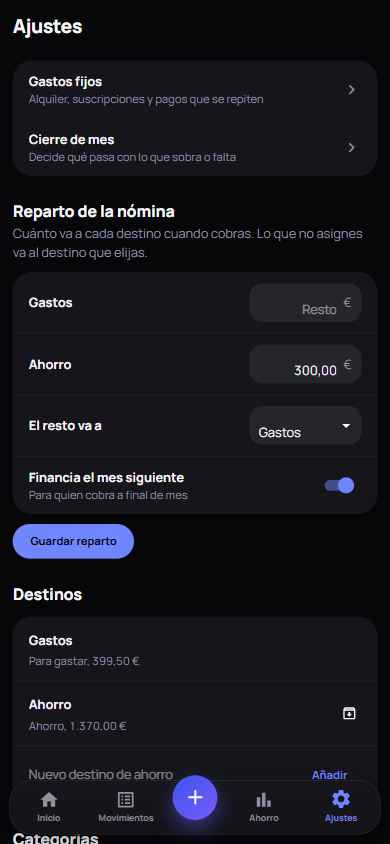 Ajustes
Gastos fijos
Alquiler, suscripciones y pagos que se repiten
Cierre de mes
Decide qué pasa con lo que sobra o falta
Reparto de la nómina
Cuánto va a cada destino cuando cobras. Lo que no asignes
va al destino que elijas.
Gastos
Resto €
Ahorro
300,00 €
El resto va a
Gastos
Financia el mes siguiente
Para quien cobra a final de mes
Guardar reparto
Destinos
Gastos
Para gastar, 399,50 €
Ahorro
Ahorro, 1.370,00 €
Nuevo destino de ahorro
Añadir
Inicio
Movimientos
Ahorro
Ajustes
Categorías